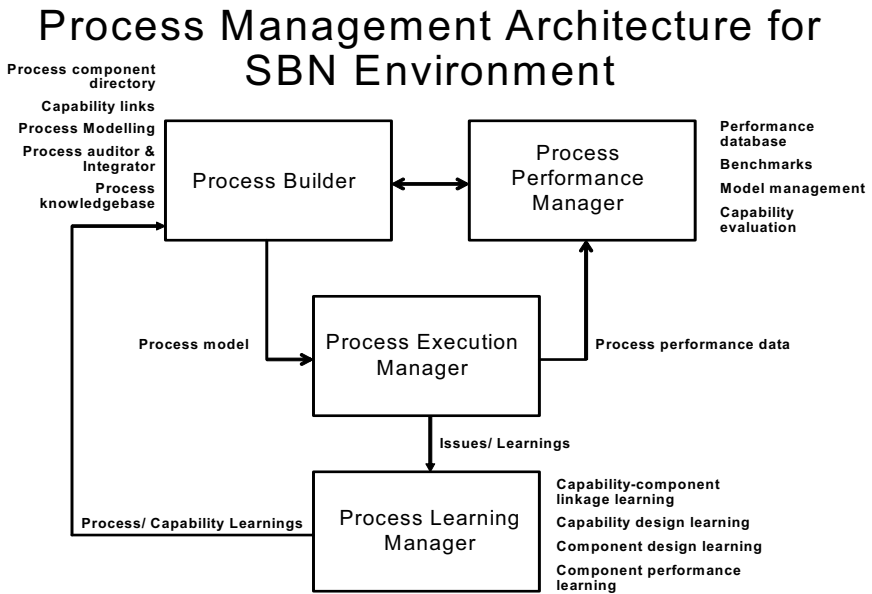 Process Management Architecture for
SBN Environment
Process component
directory
Capability links
Process Modelling
Process auditor &
Integrator
Process
knowledgebase
Process Builder
Process
Performance
Manager
Performance
database
Benchmarks
Model management
Capability
evaluation
Process model
Process Execution
Manager
Process performance data
Issues/ Learnings
Process/ Capability Learnings
Process Learning
Manager
Capability-component
linkage learning
Capability design learning
Component design learning
Component performance
learning